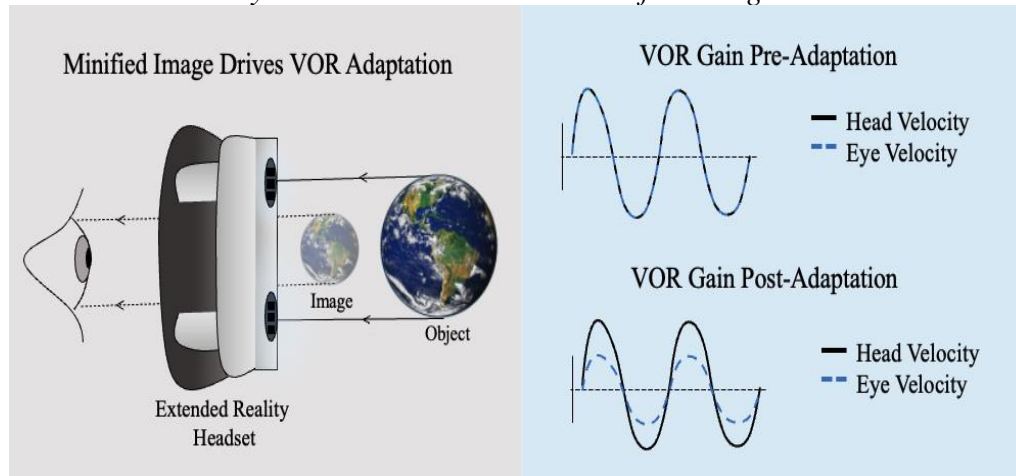 Minified Image Drives VOR Adaptation
Image
Object
Extended Reality
Headset
VOR Gain Pre-Adaptation
Head Velocity
Eye Velocity
VOR Gain Post-Adaptation
Head Velocity
Eye Velocity